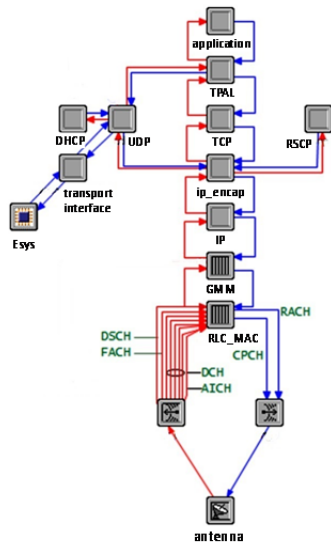 application
TPAL
DHCP
UDP
TCP
RSCP
transport
interface
ip_encap
Esys
IP
GMM
DSCH
RACH
FACH
RLC_MAC
CPCH
DCH
AICH
antenna